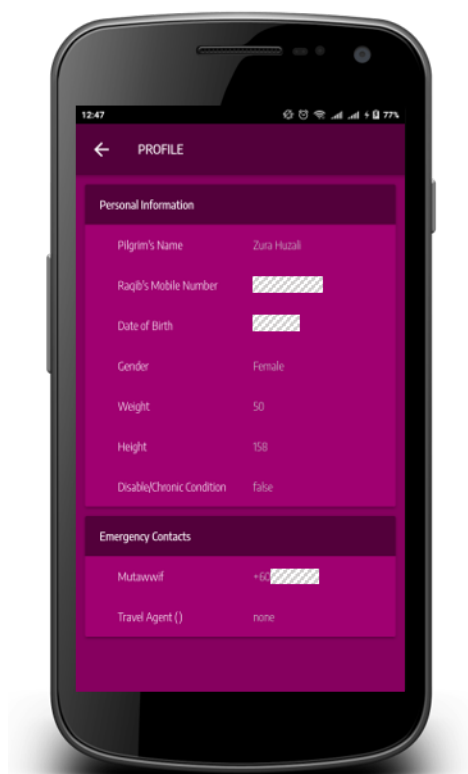 12:47 77%
PROFILE
Personal Information
Pilgrim's Name Zura Huzali
Raqib's Mobile Number
Date of Birth
Gender Female
Weight 50
Height 158
Disable/Chronic Condition false
Emergency Contacts
Mutawwif +60
Travel Agent () none